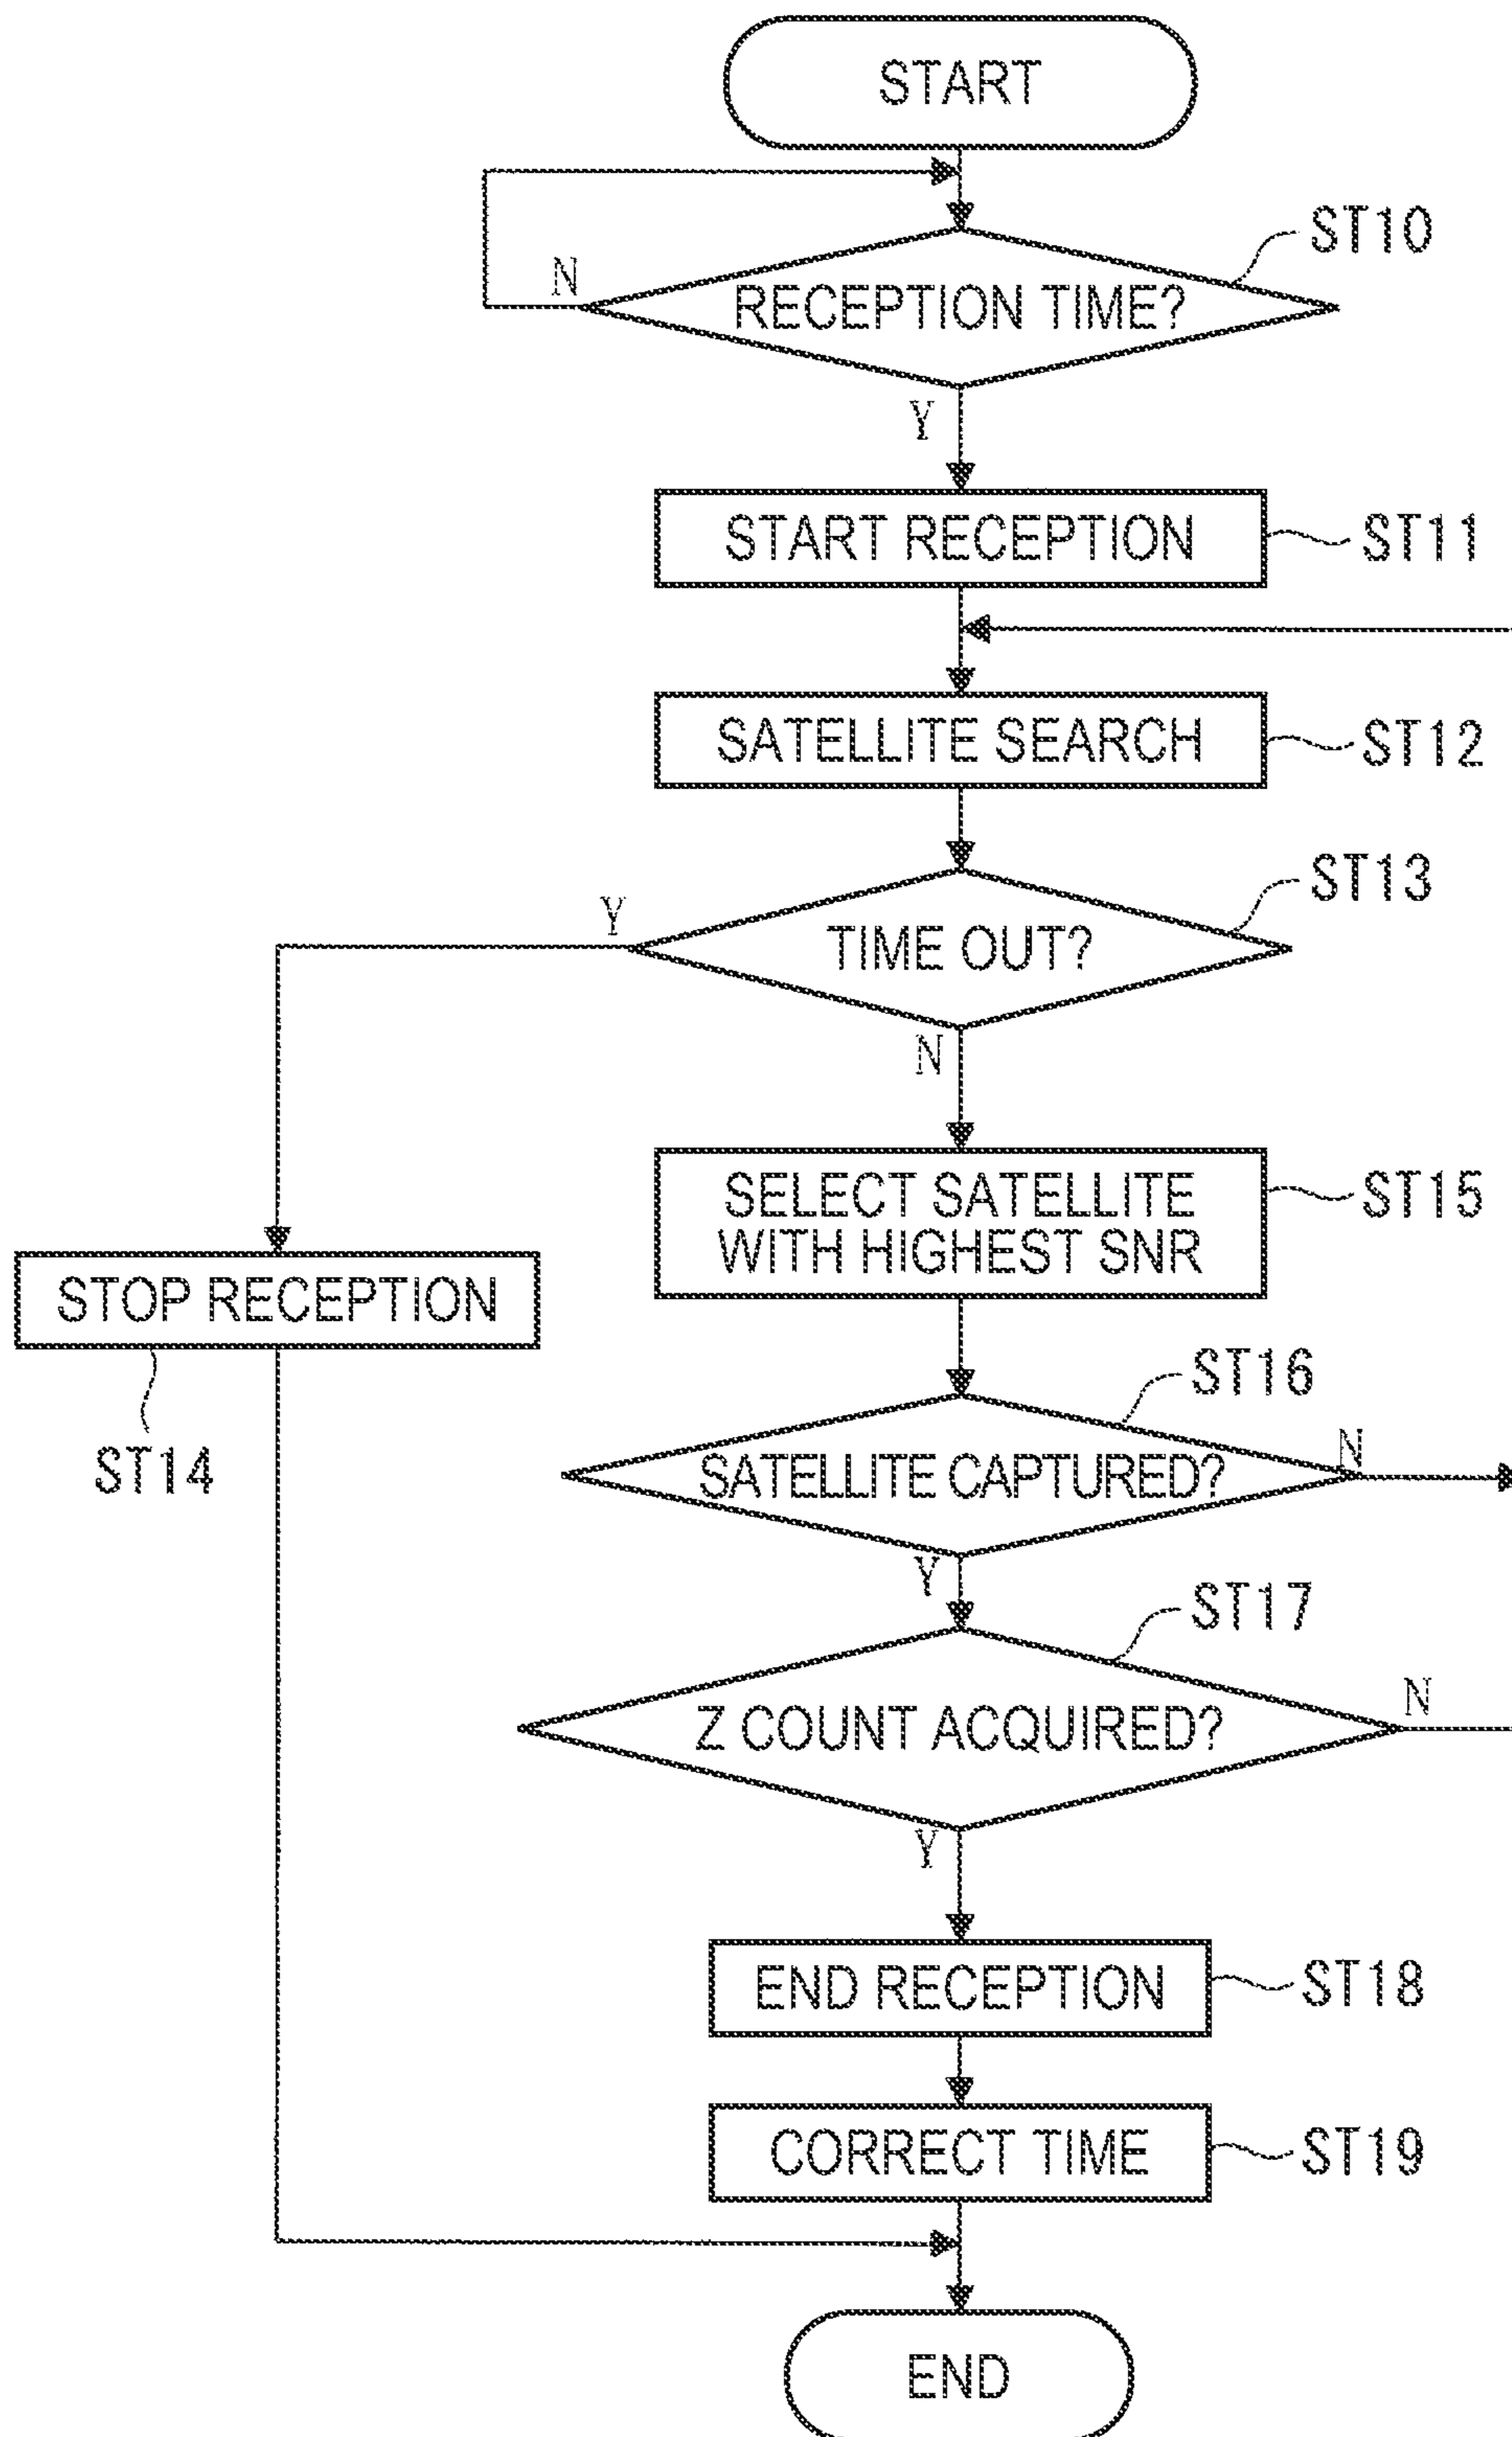 START
ST10
N
RECEPTION TIME?
Y
START RECEPTION
ST11
SATELLITE SEARCH
ST12
ST13
Y
TIME OUT?
N
SELECT SATELLITE
WITH HIGHEST SNR
ST15
STOP RECEPTION
ST14
ST16
SATELLITE CAPTURED?
N
Y
ST17
Z COUNT ACQUIRED?
N
Y
END RECEPTION
ST18
CORRECT TIME
ST19
END